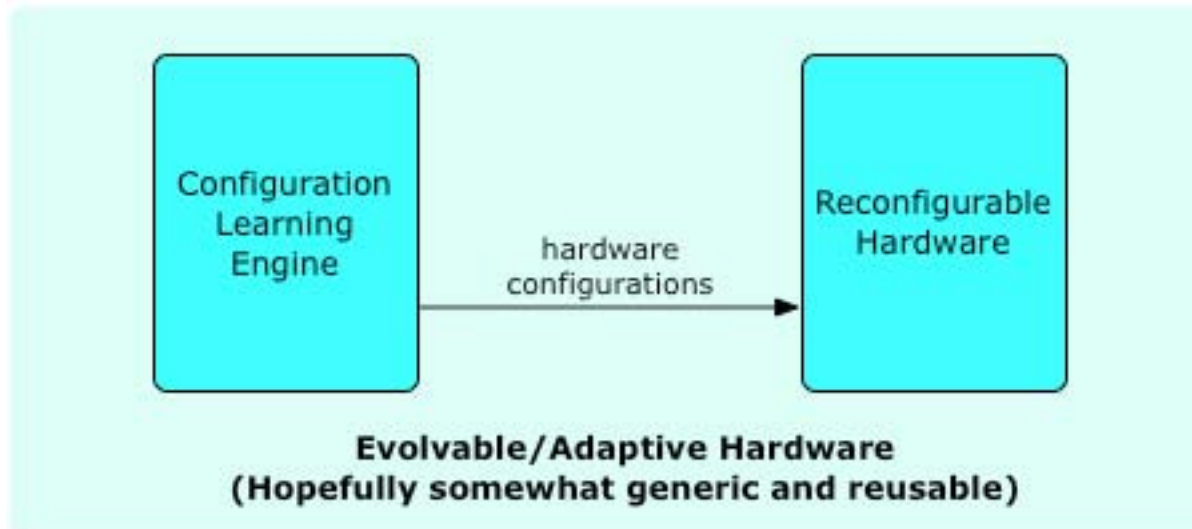 Configuration
Learning
Engine
hardware
configurations
Reconfigurable
Hardware
Evolvable/Adaptive Hardware
(Hopefully somewhat generic and reusable)